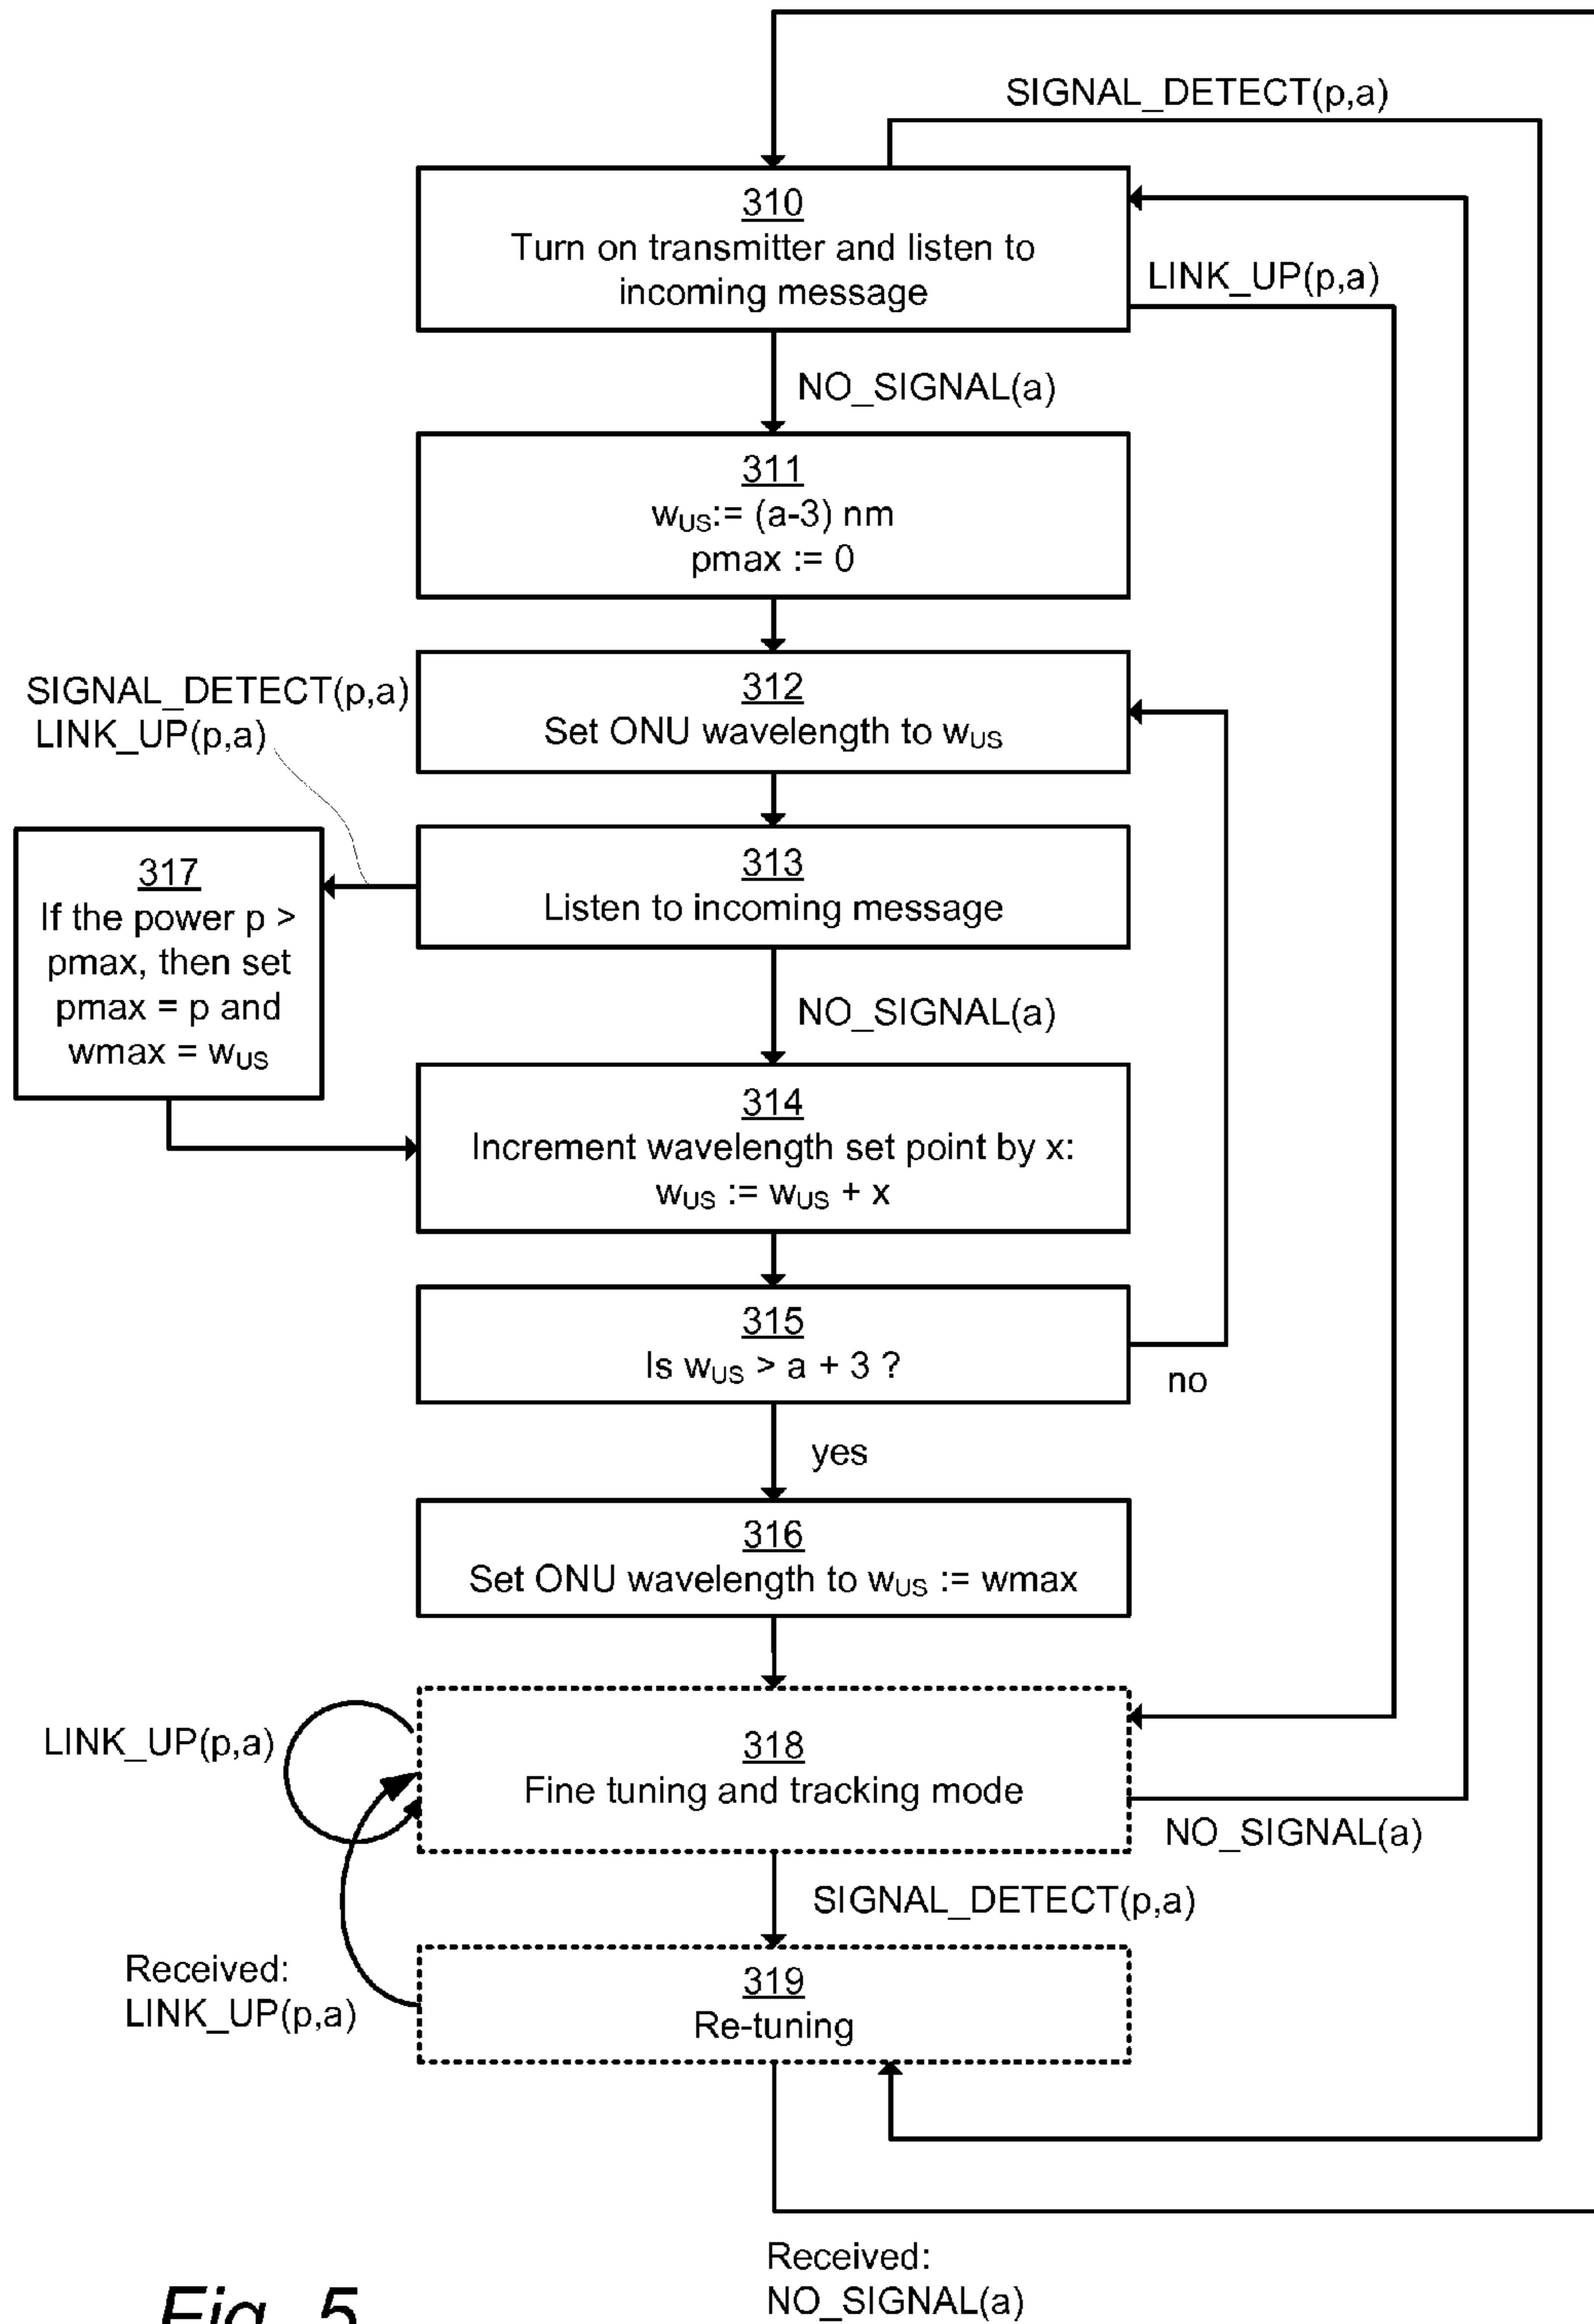 SIGNAL_DETECT(p,a)
310
Turn on transmitter and listen to
incoming message
LINK_UP(p,a)
NO_SIGNAL(a)
311
wUS:= (a-3) nm
pmax := 0
SIGNAL_DETECT(p,a)
LINK_UP(p,a)
312
Set ONU wavelength to wUS
313
Listen to incoming message
317
If the power p >
pmax, then set
pmax = p and
wmax = wUS
NO_SIGNAL(a)
314
Increment wavelength set point by x:
wUS := wUS + x
315
Is wUS > a + 3 ?
no
yes
316
Set ONU wavelength to wUS := wmax
LINK_UP(p,a)
318
Fine tuning and tracking mode
NO_SIGNAL(a)
SIGNAL_DETECT(p,a)
Received:
LINK_UP(p,a)
319
Re-tuning
Received:
NO_SIGNAL(a)
Fig. 5